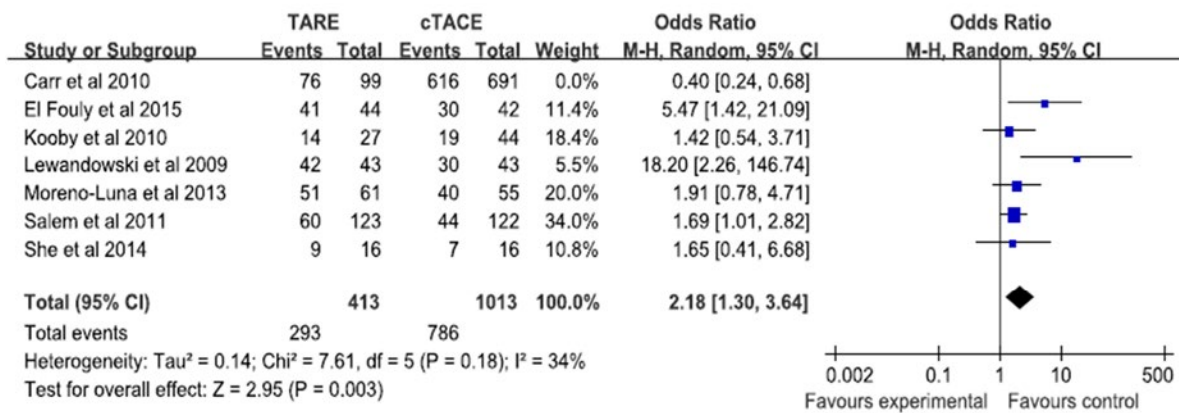 TARE cTACE Odds Ratio Odds Ratio
Study or Subgroup Events Total Events Total Weight M-H, Random, 95% CI M-H, Random, 95% CI
Carr et al 2010 76 99 616 691 0.0% 0.40 [0.24, 0.68]
El Fouly et al 2015 41 44 30 42 11.4% 5.47 [1.42, 21.09]
Kooby et al 2010 14 27 19 44 18.4% 1.42 [0.54, 3.71]
Lewandowski et al 2009 42 43 30 43 5.5% 18.20 [2.26, 146.74]
Moreno-Luna et al 2013 51 61 40 55 20.0% 1.91 [0.78, 4.71]
Salem et al 2011 60 123 44 122 34.0% 1.69 [1.01, 2.82]
She et al 2014 9 16 7 16 10.8% 1.65 [0.41, 6.68]
Total (95% CI) 413 1013 100.0% 2.18 [1.30, 3.64]
Total events 293 786
Heterogeneity: Tau² = 0.14; Chi² = 7.61, df = 5 (P = 0.18); I² = 34%
Test for overall effect: Z = 2.95 (P = 0.003)
0.002 0.1 1 10 500
Favours experimental Favours control